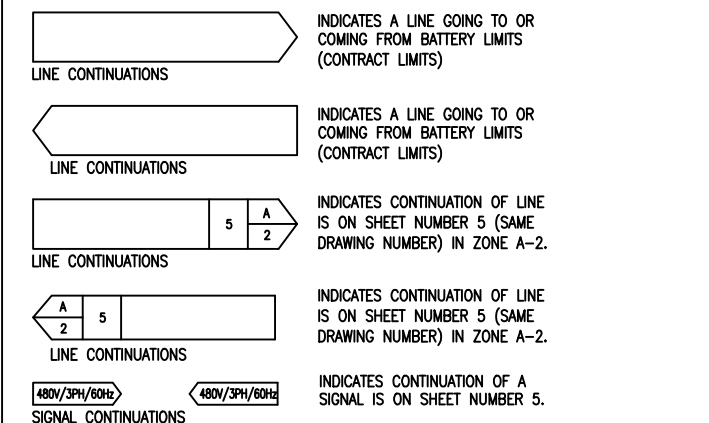 INDICATES A LINE GOING TO OR
COMING FROM BATTERY LIMITS
(CONTRACT LIMITS)
LINE CONTINUATIONS
INDICATES A LINE GOING TO OR
COMING FROM BATTERY LIMITS
(CONTRACT LIMITS)
LINE CONTINUATIONS
5
A
2
INDICATES CONTINUATION OF LINE
IS ON SHEET NUMBER 5 (SAME
DRAWING NUMBER) IN ZONE A-2.
LINE CONTINUATIONS
A
2
5
INDICATES CONTINUATION OF LINE
IS ON SHEET NUMBER 5 (SAME
DRAWING NUMBER) IN ZONE A-2.
LINE CONTINUATIONS
480V/3PH/60Hz
480V/3PH/60Hz
INDICATES CONTINUATION OF A
SIGNAL IS ON SHEET NUMBER 5.
SIGNAL CONTINUATIONS